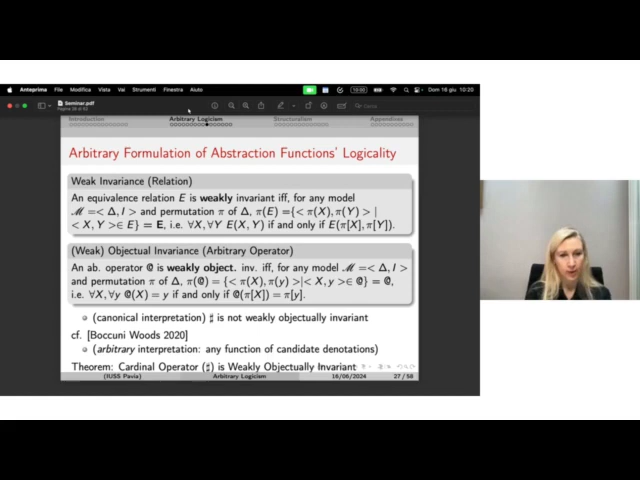 Anteprima File Modifica Vista Vai Strumenti Finestra Aiuto Dom 16 giu 10:20
Seminar.pdf
Cerca
Introduction Arbitrary Logicism Structuralism Appendices
Arbitrary Formulation of Abstraction Functions' Logicality
Weak Invariance (Relation)
An equivalence relation E is weakly invariant iff, for any model
ℳ =< Δ, I > and permutation π of Δ, π(E) ={< π(X), π(Y) > |
< X, Y >∈ E} = E, i.e. ∀X,∀Y E(X, Y) if and only if E(π[X], π[Y]).
(Weak) Objectual Invariance (Arbitrary Operator)
An ab. operator @ is weakly object. inv. iff, for any model ℳ =< Δ, I >
and permutation π of Δ, π(@) = {< π(X), π(y) >|< X, y >∈ @} = @,
i.e. ∀X,∀y @(X) = y if and only if @(π[X]) = π[y].
(canonical interpretation) ♯ is not weakly objectually invariant
cf. [Boccuni Woods 2020]
(arbitrary interpretation: any function of candidate denotations)
Theorem: Cardinal Operator (♯) is Weakly Objectually Invariant
(IUSS Pavia) Arbitrary Logicism 16/06/2024 27 / 58